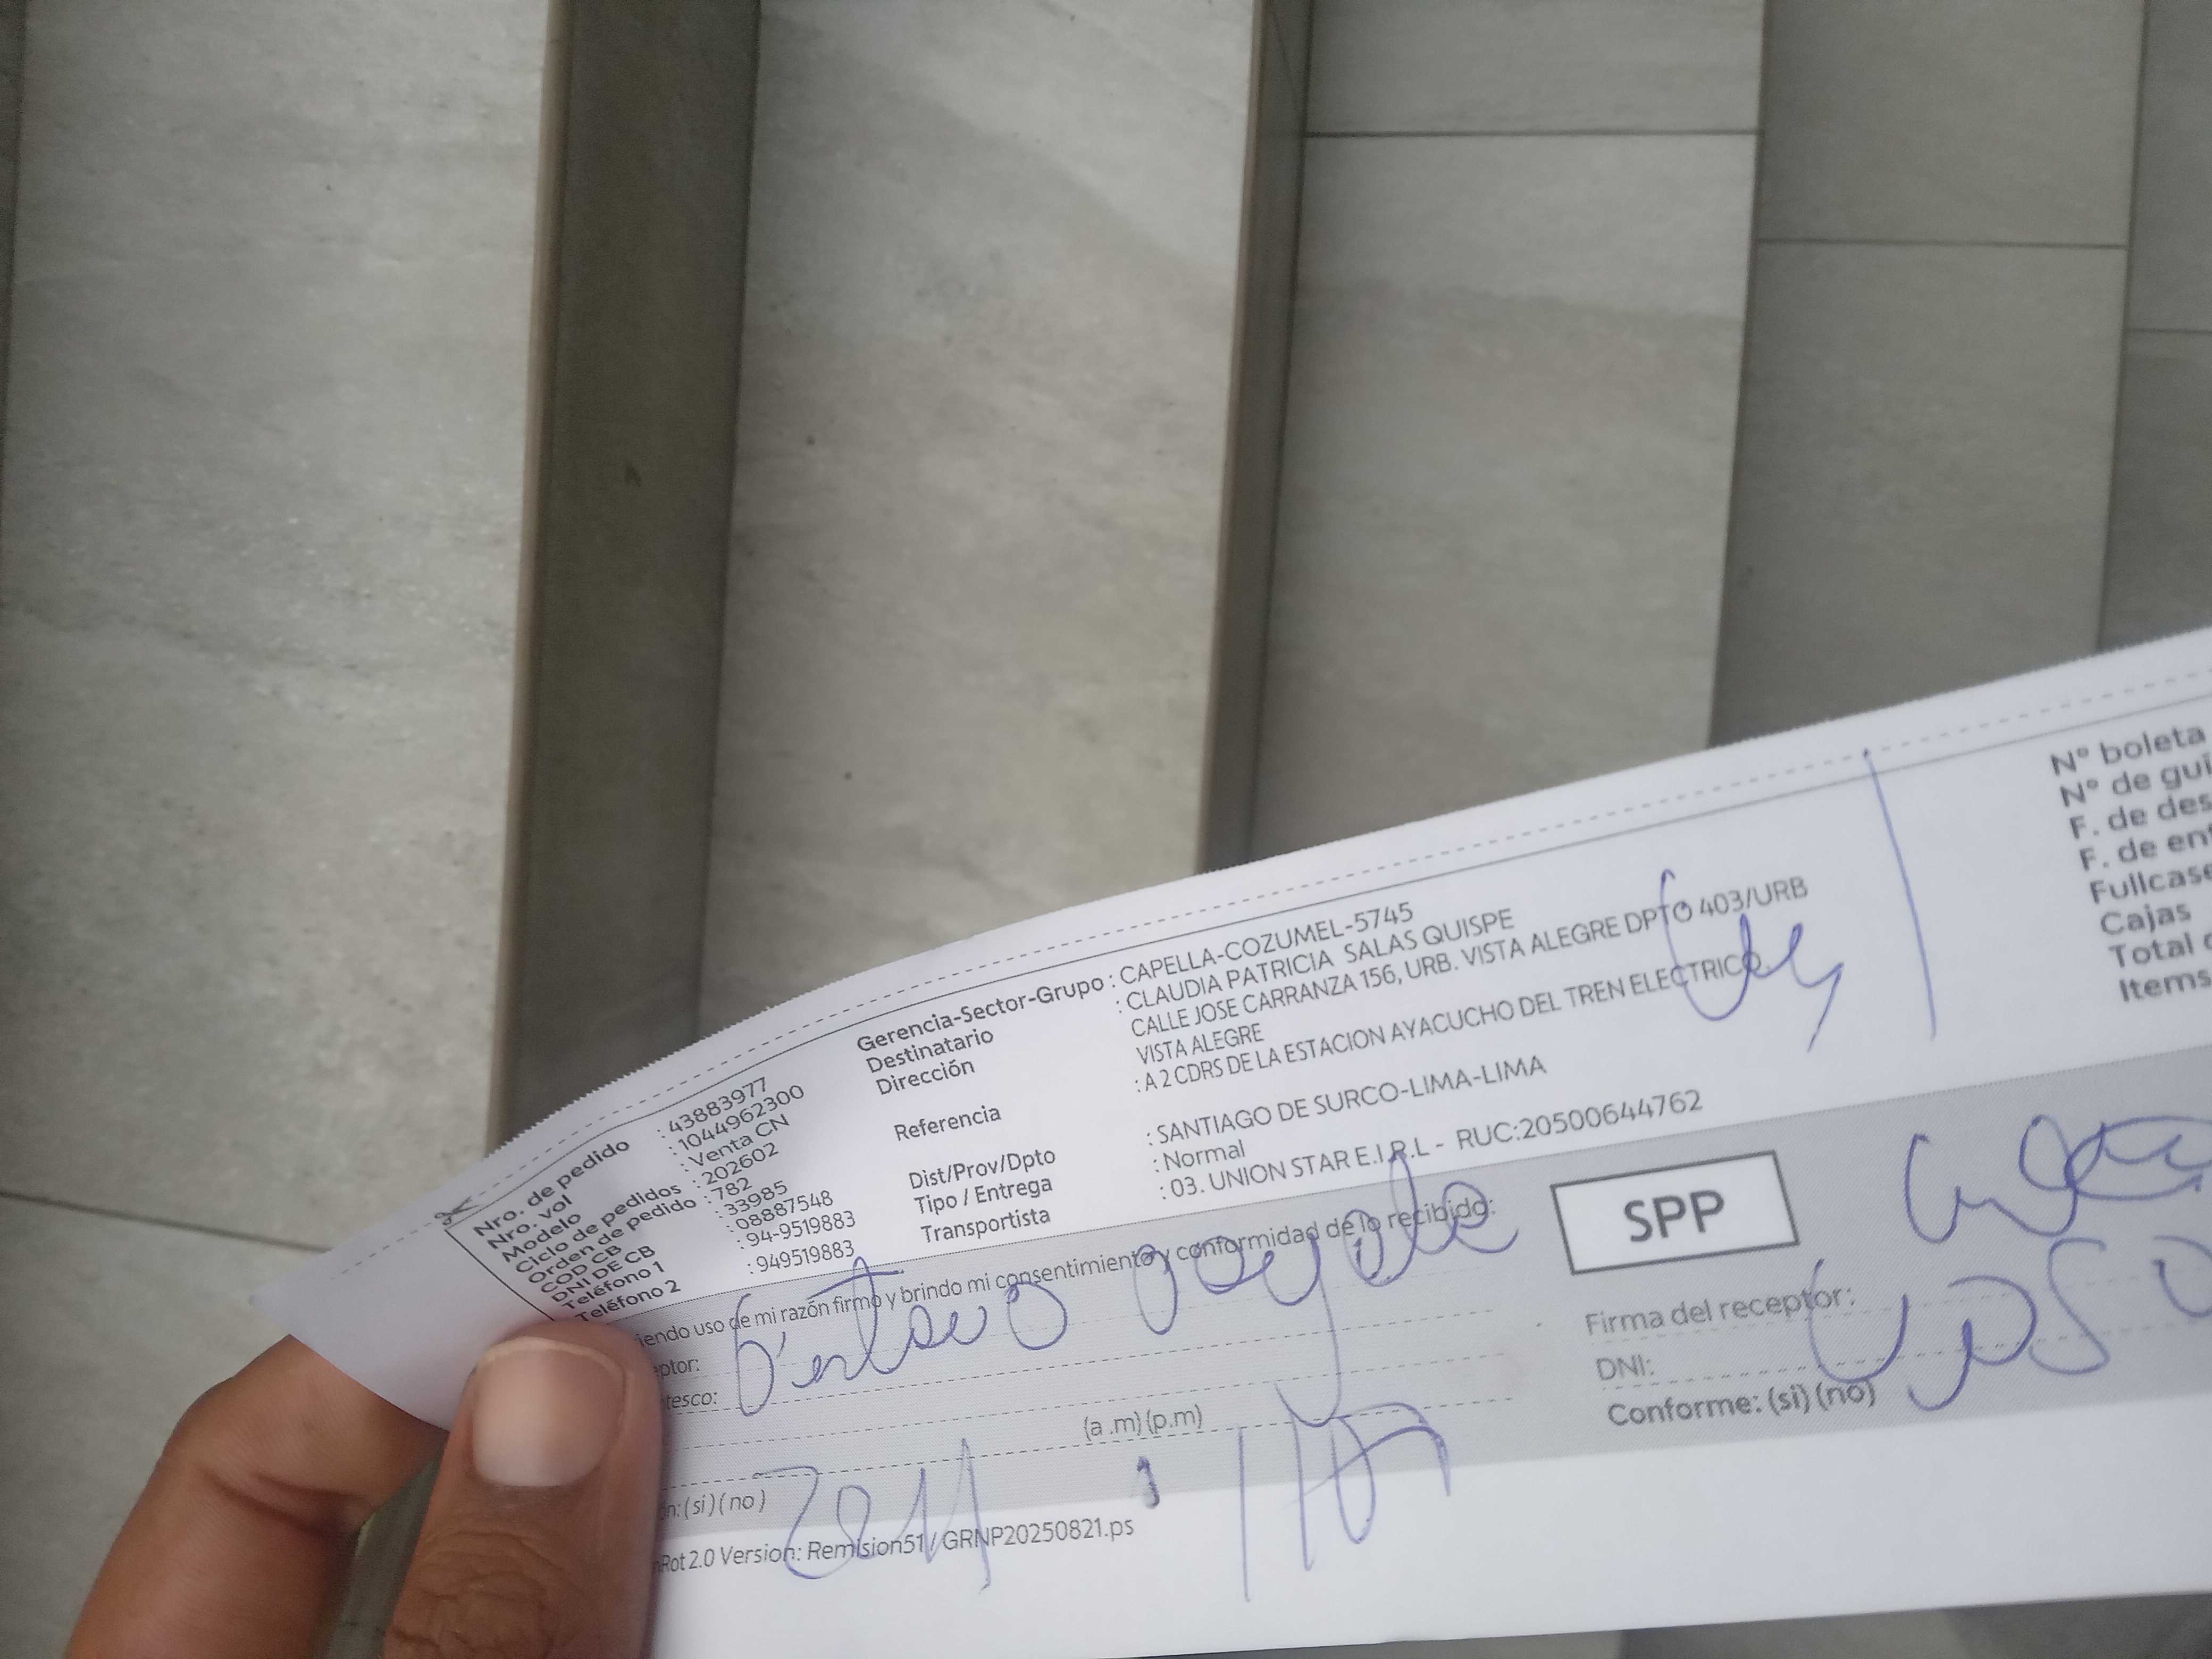 Nro. de pedido : 43883977
Nro. vol : 1044962300
Modelo : Venta CN
Ciclo de pedidos : 202602
Orden de pedido : 782
COD CB : 33985
DNI DE CB : 08887548
Teléfono 1 : 94-9519883
Teléfono 2 : 949519883
Gerencia-Sector-Grupo : CAPELLA-COZUMEL-5745
Destinatario : CLAUDIA PATRICIA SALAS QUISPE
Dirección CALLE JOSE CARRANZA 156, URB. VISTA ALEGRE DPTO 403/URB
VISTA ALEGRE
Referencia : A 2 CDRS DE LA ESTACION AYACUCHO DEL TREN ELECTRICO
Dist/Prov/Dpto : SANTIAGO DE SURCO-LIMA-LIMA
Tipo / Entrega : Normal
Transportista : 03. UNION STAR E.I.R.L - RUC:20500644762
N° boleta
N° de guí
F. de des
F. de ent
Fullcase
Cajas
Total
Items
iendo uso de mi razón firmo y brindo mi consentimiento y conformidad de lo recibido:
ptor:
tesco:
(a .m) (p.m)
n: (si) (no)
SPP
Firma del receptor:
DNI:
Conforme: (si) (no)
Rot 2.0 Version: Remision51 / GRNP20250821.ps